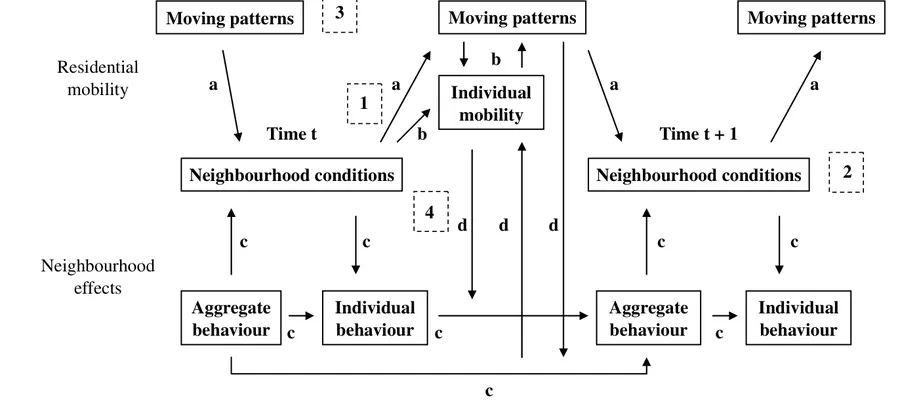 Moving patterns
3
Moving patterns
Moving patterns
Residential
mobility
a
a
b
a
a
1
Individual
mobility
Time t
b
Time t + 1
Neighbourhood conditions
Neighbourhood conditions
2
4
d
d
d
c
c
c
c
Neighbourhood
effects
Aggregate
behaviour
c
Individual
behaviour
c
Aggregate
behaviour
c
Individual
behaviour
c